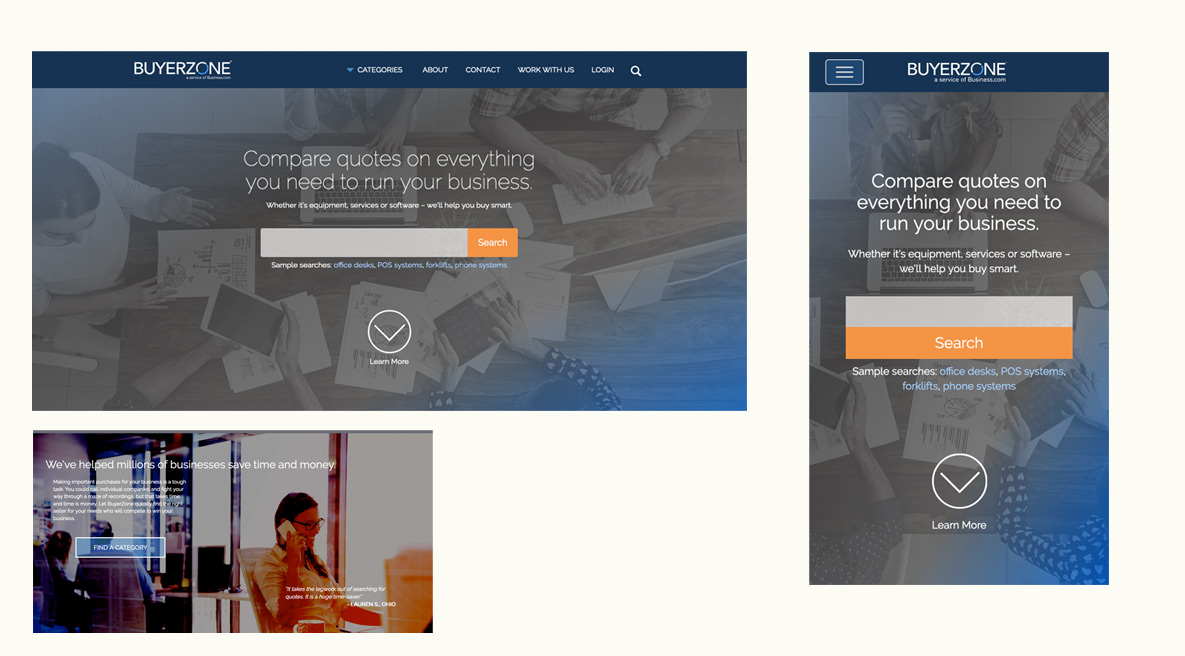 BUYERZONE
a service of Business.com
CATEGORIES ABOUT CONTACT WORK WITH US LOGIN
Compare quotes on everything
you need to run your business.
Whether it's equipment, services or software – we'll help you buy smart.
Search
Sample searches: office desks, POS systems, forklifts, phone systems
Learn More
We've helped millions of businesses save time and money.
Making important purchases for your business is a tough
task. You could call individual companies and fight your
way through a maze of recordings, but that takes time
and time is money. Let BuyerZone quickly find the right
seller for your needs who will compete to win your
business.
FIND A CATEGORY
"It takes the legwork out of searching for
quotes. It is a huge time-saver."
- LAUREN S., OHIO
BUYERZONE
a service of Business.com
Compare quotes on
everything you need to
run your business.
Whether it's equipment, services or software –
we'll help you buy smart.
Search
Sample searches: office desks, POS systems,
forklifts, phone systems
Learn More